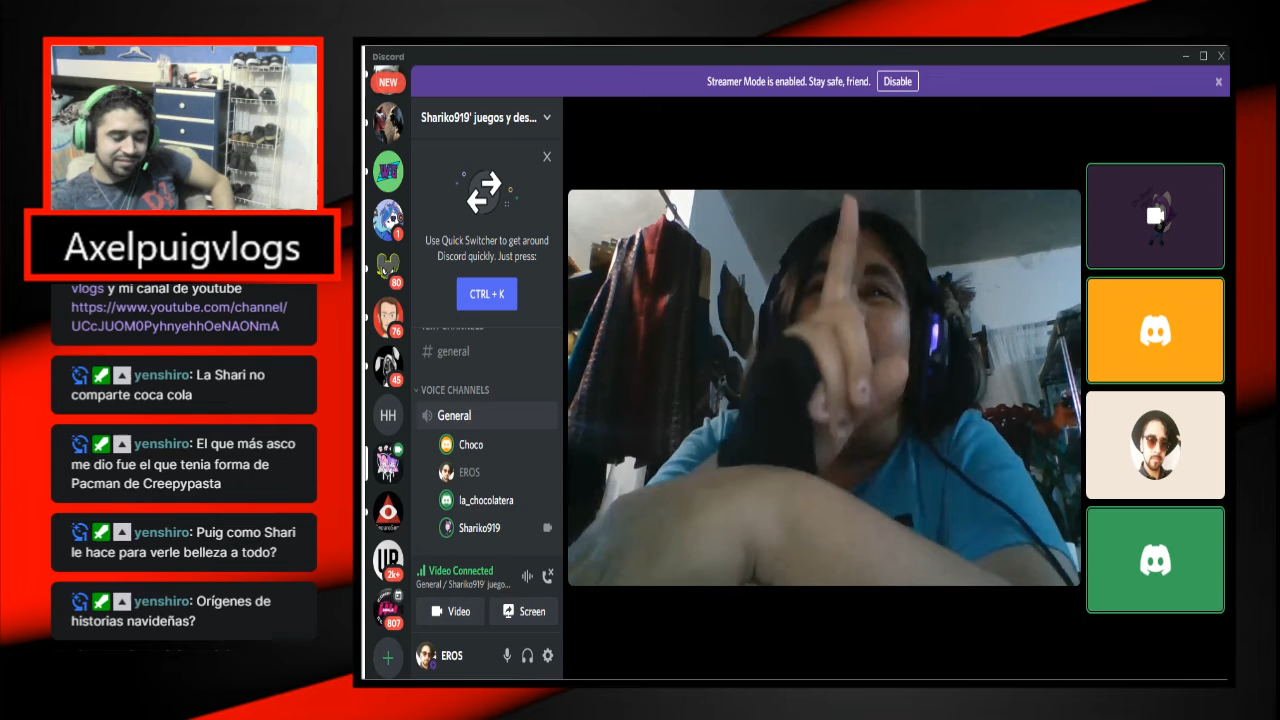 Axelpuigvlogs
vlogs y mi canal de youtube
https://www.youtube.com/channel/
UCcJUOM0PyhnyehhOeNAONmA
yenshiro: La Shari no
comparte coca cola
yenshiro: El que más asco
me dio fue el que tenia forma de
Pacman de Creepypasta
yenshiro: Puig como Shari
le hace para verle belleza a todo?
yenshiro: Orígenes de
historias navideñas?
Discord
Streamer Mode is enabled. Stay safe, friend.
Disable
NEW
1
80
76
45
HH
UR
2k+
807
Shariko919' juegos y des...
Use Quick Switcher to get around
Discord quickly. Just press:
CTRL + K
TEXT CHANNELS
# general
VOICE CHANNELS
General
Choco
EROS
la_chocolatera
Shariko919
Video Connected
General / Shariko919' juego...
Video
Screen
EROS